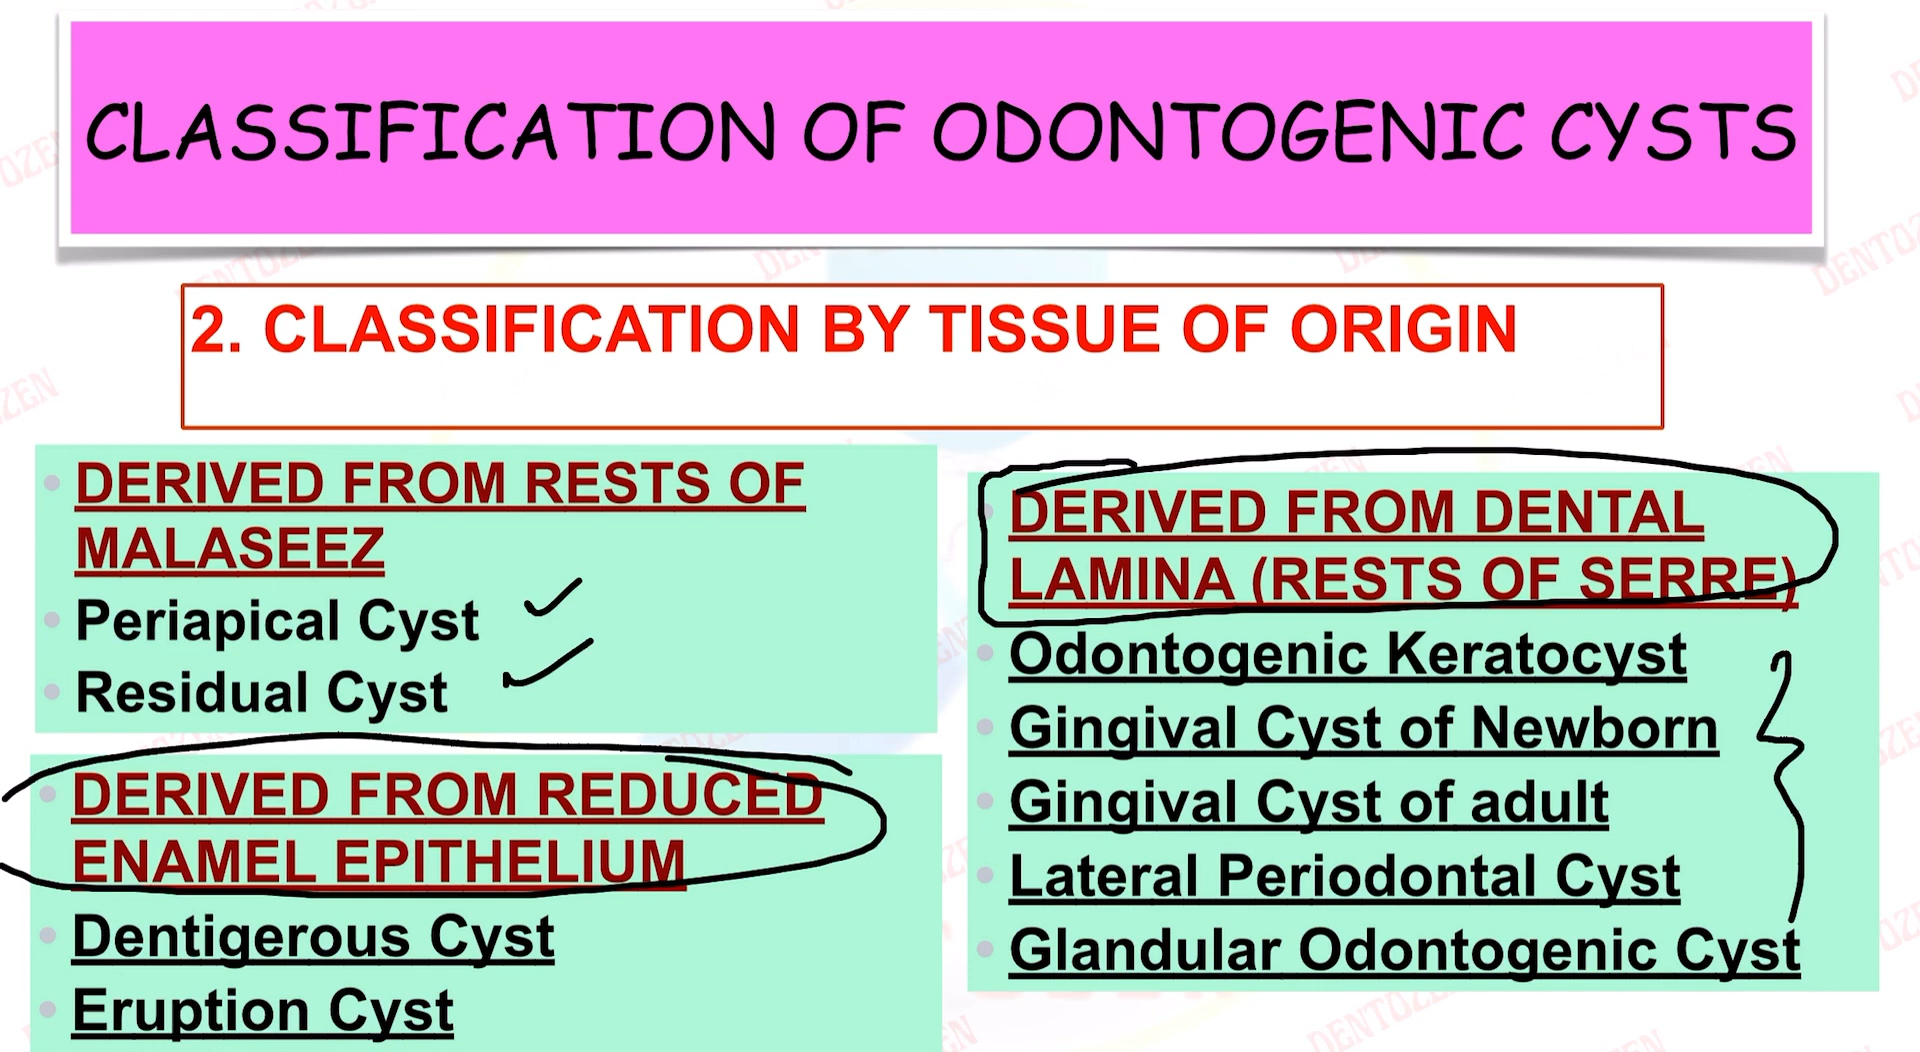 CLASSIFICATION OF ODONTOGENIC CYSTS
2. CLASSIFICATION BY TISSUE OF ORIGIN
DERIVED FROM RESTS OF
MALASEEZ
Periapical Cyst
Residual Cyst
DERIVED FROM REDUCED
ENAMEL EPITHELIUM
Dentigerous Cyst
Eruption Cyst
DERIVED FROM DENTAL
LAMINA (RESTS OF SERRE)
Odontogenic Keratocyst
Gingival Cyst of Newborn
Gingival Cyst of adult
Lateral Periodontal Cyst
Glandular Odontogenic Cyst
DENTOZEN